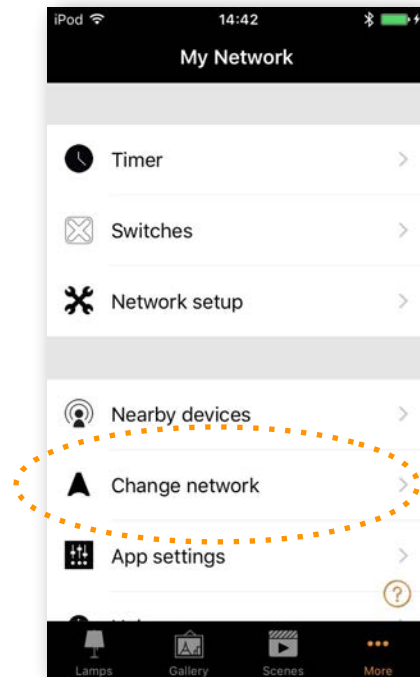 iPod 14:42
My Network
Timer
Switches
Network setup
Nearby devices
Change network
App settings
?
Lamps Gallery Scenes More